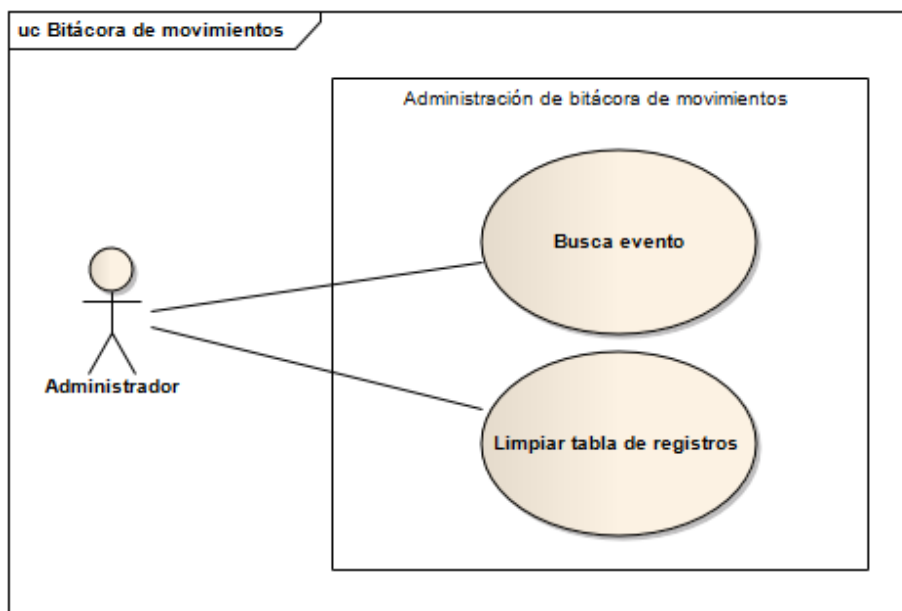 uc Bitácora de movimientos
Administración de bitácora de movimientos
Busca evento
Administrador
Limpiar tabla de registros